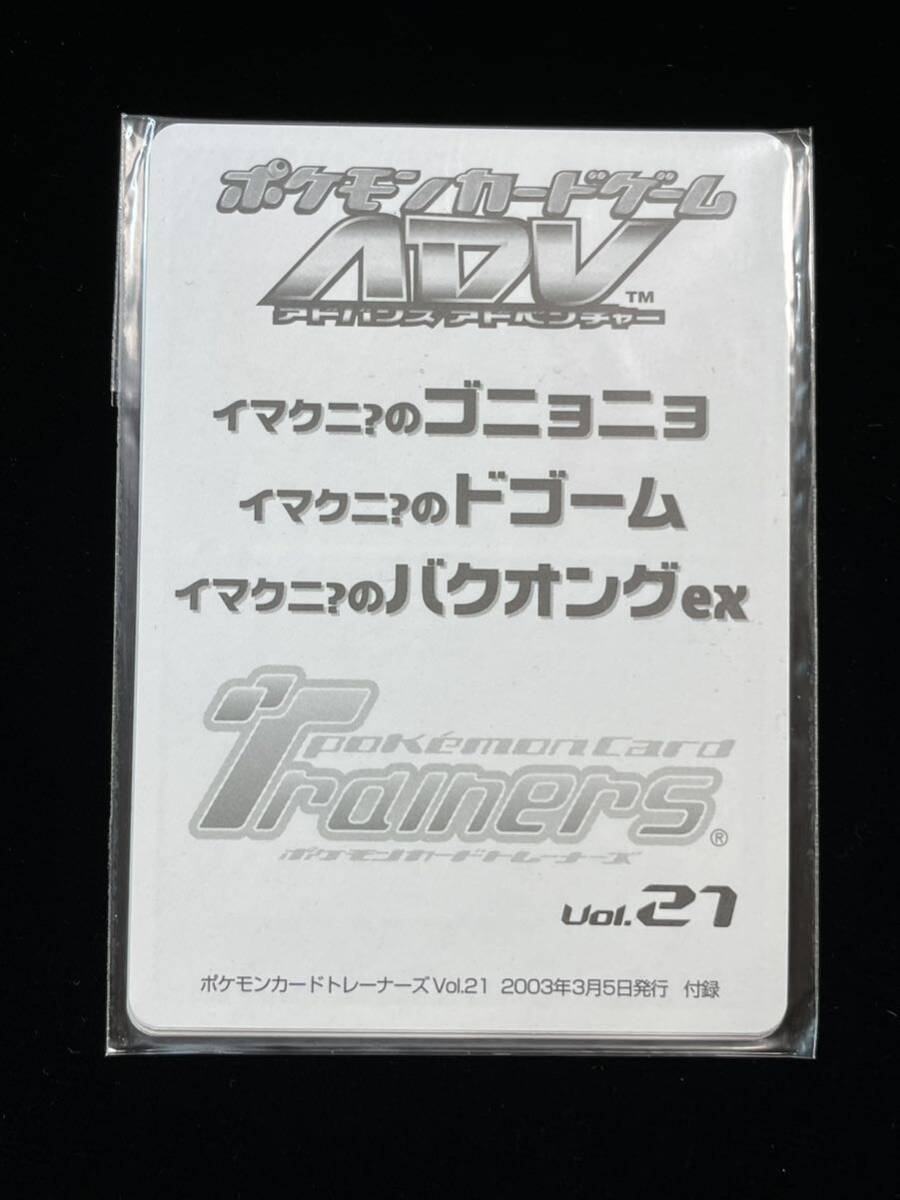 ポケモンカードゲーム
ADV™
アドバンスアドベンチャー
イマクニ?のゴニョニョ
イマクニ?のドゴーム
イマクニ?のバクオングex
pokémon card
Trainers®
ポケモンカードトレーナーズ
Vol.21
ポケモンカードトレーナーズVol.21 2003年3月5日発行 付録